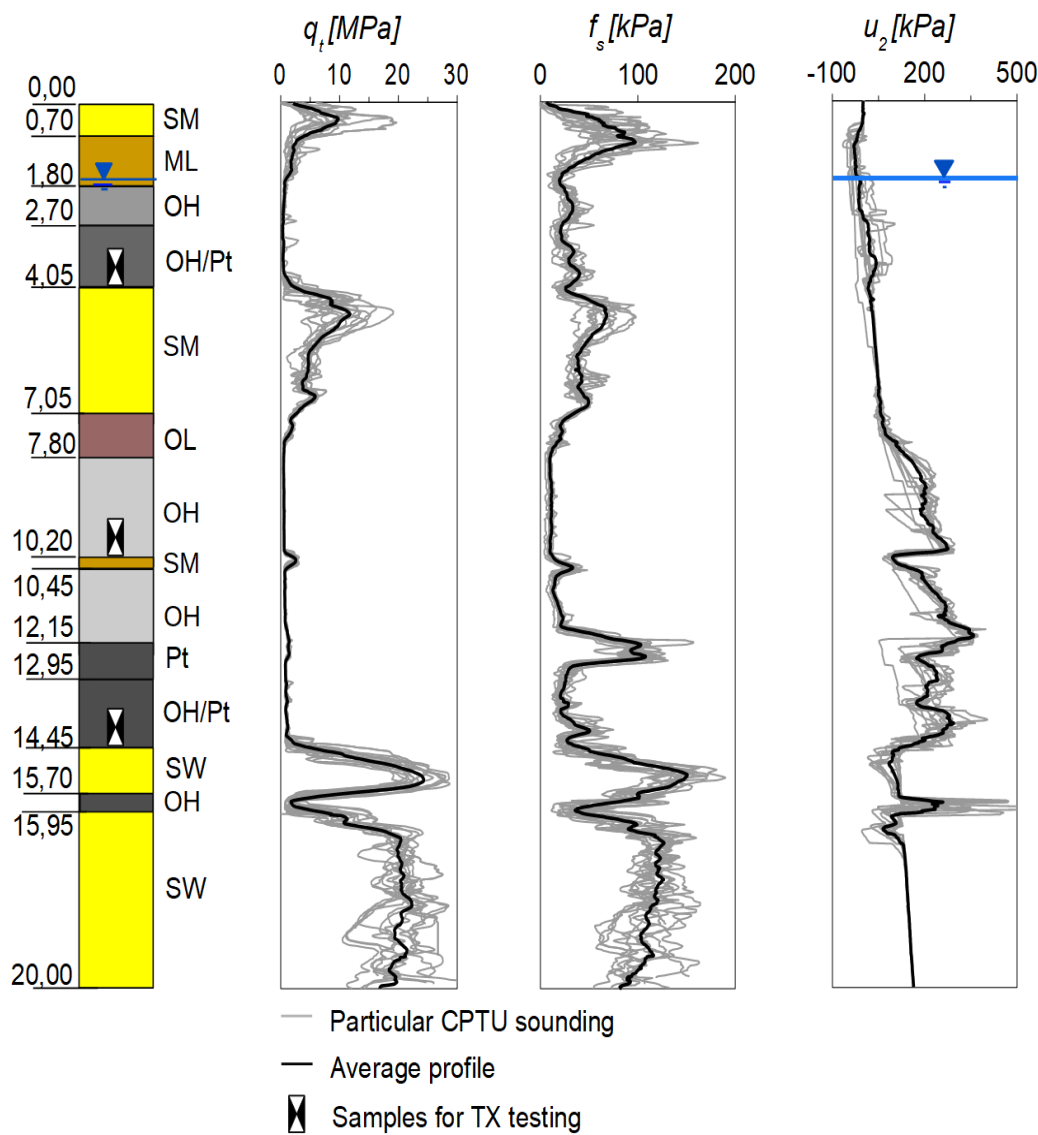 q_t [MPa] f_s [kPa] u_2 [kPa]
0 10 20 30 0 100 200 -100 200 500
0,00
0,70 SM
ML
1,80
OH
2,70
OH/Pt
4,05
SM
7,05
OL
7,80
OH
10,20
SM
10,45
OH
12,15
Pt
12,95
OH/Pt
14,45
SW
15,70
OH
15,95
SW
20,00
Particular CPTU sounding
Average profile
Samples for TX testing